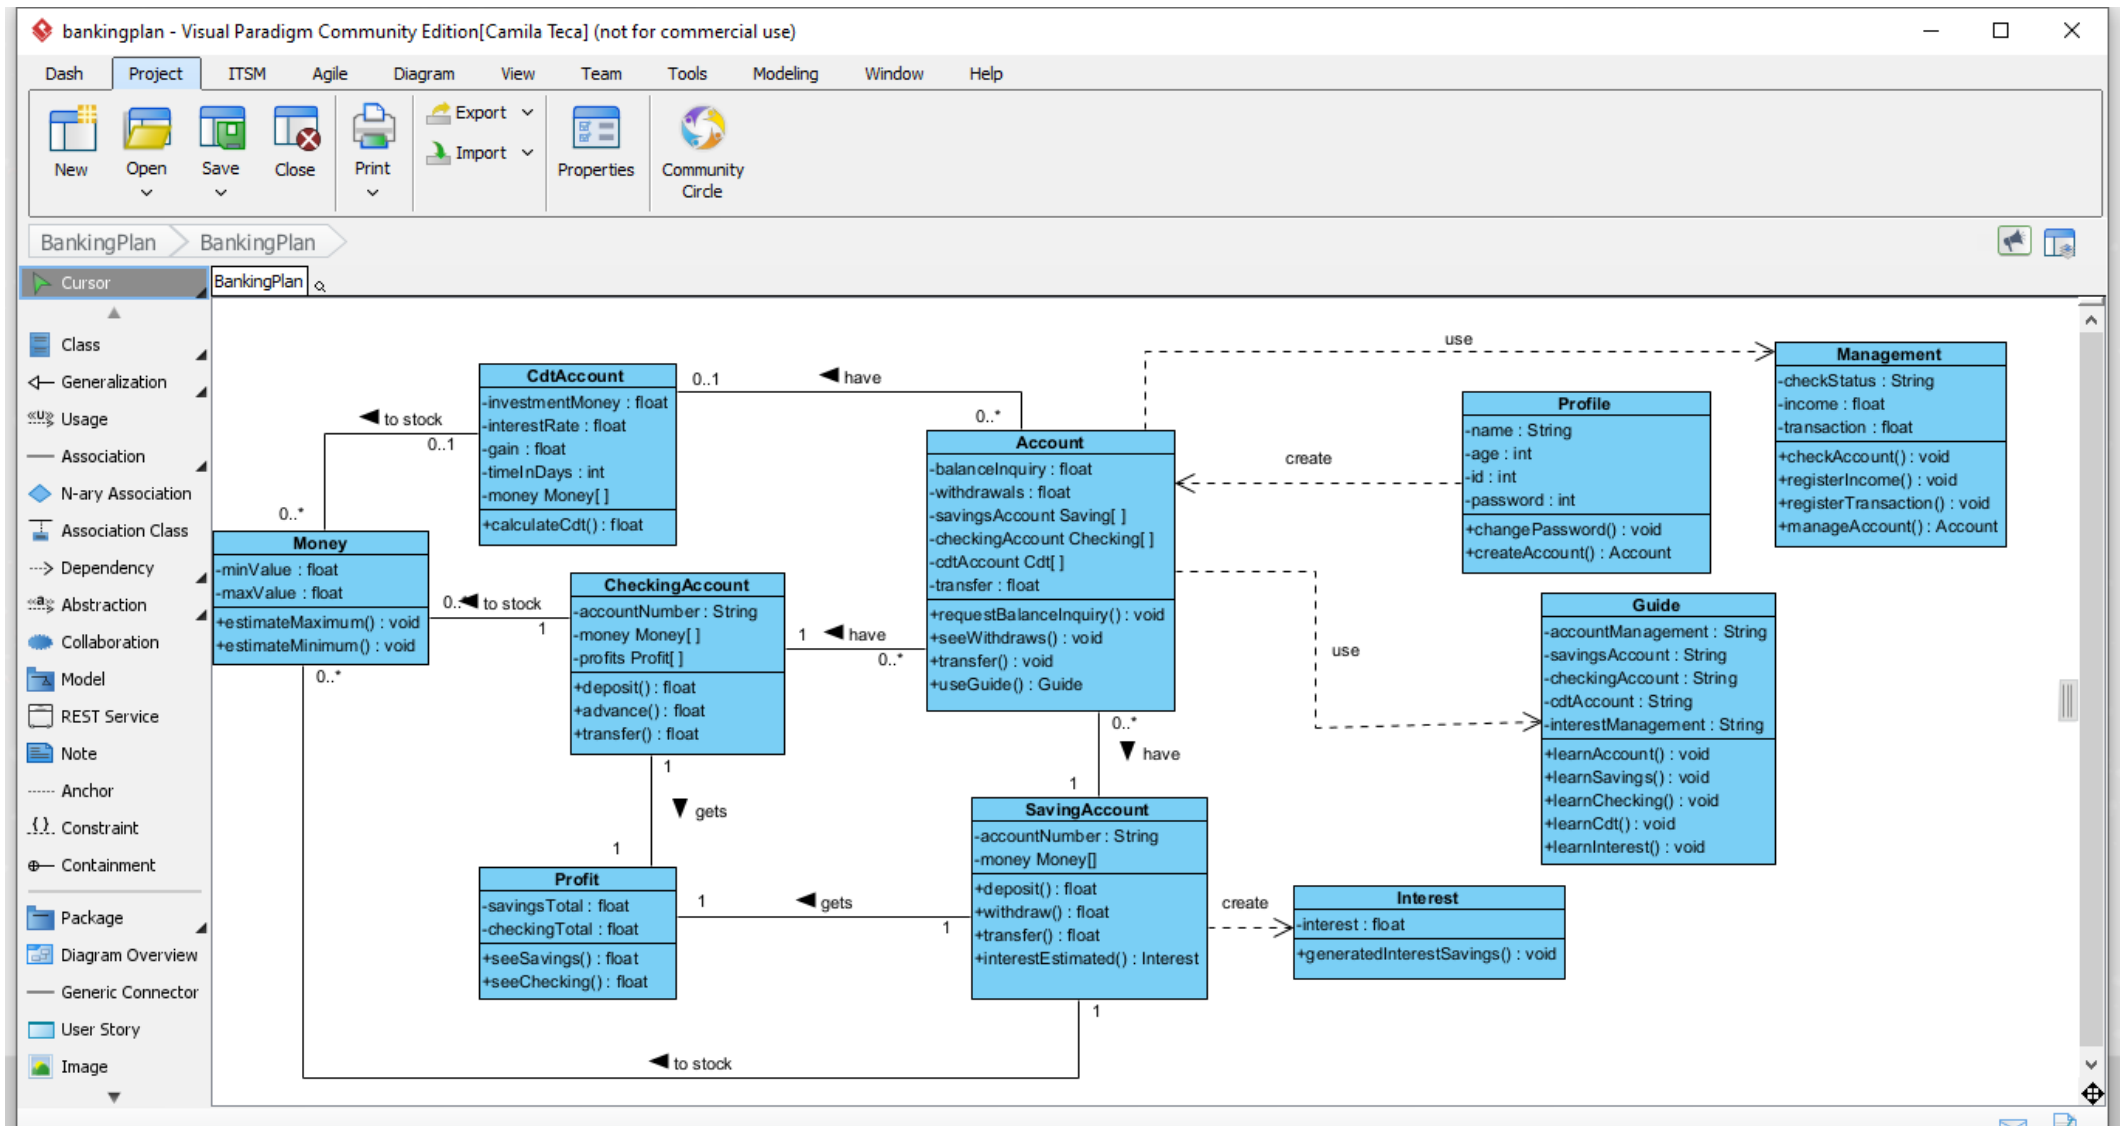 bankingplan - Visual Paradigm Community Edition[Camila Teca] (not for commercial use)
Dash Project ITSM Agile Diagram View Team Tools Modeling Window Help
New
Open
Save
Close
Print
Export
Import
Properties
Community
Circle
BankingPlan BankingPlan
Cursor
BankingPlan
Class
Generalization
Usage
Association
N-ary Association
Association Class
Dependency
Abstraction
Collaboration
Model
REST Service
Note
Anchor
Constraint
Containment
Package
Diagram Overview
Generic Connector
User Story
Image
CdtAccount
-investmentMoney : float
-interestRate : float
-gain : float
-timeInDays : int
-money Money[ ]
+calculateCdt() : float
0..1
have
0..*
to stock
0..1
0..*
Money
-minValue : float
-maxValue : float
+estimateMaximum() : void
+estimateMinimum() : void
0..*
to stock
1
0..*
CheckingAccount
-accountNumber : String
-money Money[ ]
-profits Profit[ ]
+deposit() : float
+advance() : float
+transfer() : float
1
have
0..*
Account
-balanceInquiry : float
-withdrawals : float
-savingsAccount Saving[ ]
-checkingAccount Checking[ ]
-cdtAccount Cdt[ ]
-transfer : float
+requestBalanceInquiry() : void
+seeWithdraws() : void
+transfer() : void
+useGuide() : Guide
use
create
use
Profile
-name : String
-age : int
-id : int
-password : int
+changePassword() : void
+createAccount() : Account
Management
-checkStatus : String
-income : float
-transaction : float
+checkAccount() : void
+registerIncome() : void
+registerTransaction() : void
+manageAccount() : Account
Guide
-accountManagement : String
-savingsAccount : String
-checkingAccount : String
-cdtAccount : String
-interestManagement : String
+learnAccount() : void
+learnSavings() : void
+learnChecking() : void
+learnCdt() : void
+learnInterest() : void
0..*
have
1
1
gets
1
Profit
-savingsTotal : float
-checkingTotal : float
+seeSavings() : float
+seeChecking() : float
1
gets
1
SavingAccount
-accountNumber : String
-money Money[]
+deposit() : float
+withdraw() : float
+transfer() : float
+interestEstimated() : Interest
create
Interest
-interest : float
+generatedInterestSavings() : void
1
to stock